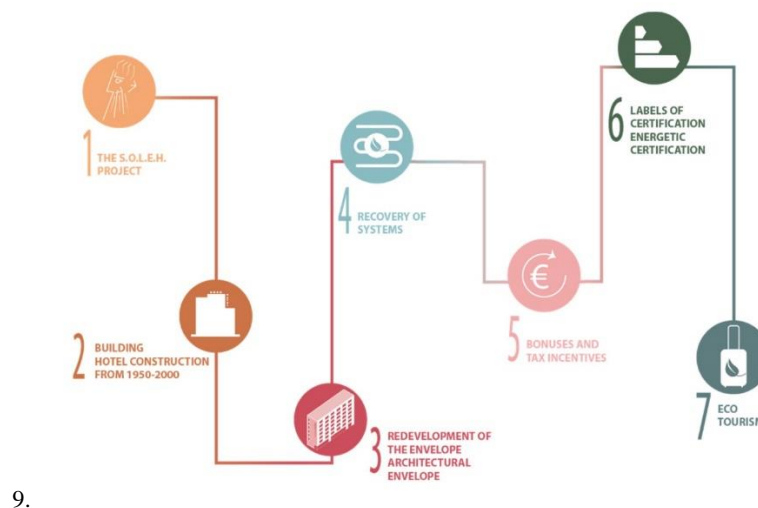 1
THE S.O.L.E.H.
PROJECT
2
BUILDING
HOTEL CONSTRUCTION
FROM 1950-2000
3
REDEVELOPMENT OF
THE ENVELOPE
ARCHITECTURAL
ENVELOPE
4
RECOVERY OF
SYSTEMS
€
5
BONUSES AND
TAX INCENTIVES
6
LABELS OF
CERTIFICATION
ENERGETIC
CERTIFICATION
7
ECO
TOURISM
9.